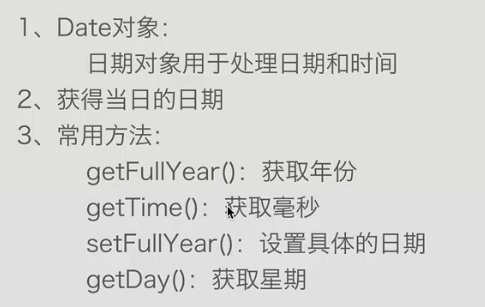 1、Date对象：
日期对象用于处理日期和时间
2、获得当日的日期
3、常用方法：
getFullYear()：获取年份
getTime()：获取毫秒
setFullYear()：设置具体的日期
getDay()：获取星期